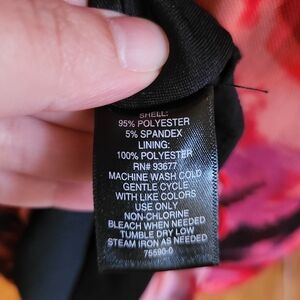 SHELL:
95% POLYESTER
5% SPANDEX
LINING:
100% POLYESTER
RN# 93677
MACHINE WASH COLD
GENTLE CYCLE
WITH LIKE COLORS
USE ONLY
NON-CHLORINE
BLEACH WHEN NEEDED
TUMBLE DRY LOW
STEAM IRON AS NEEDED
75590-0